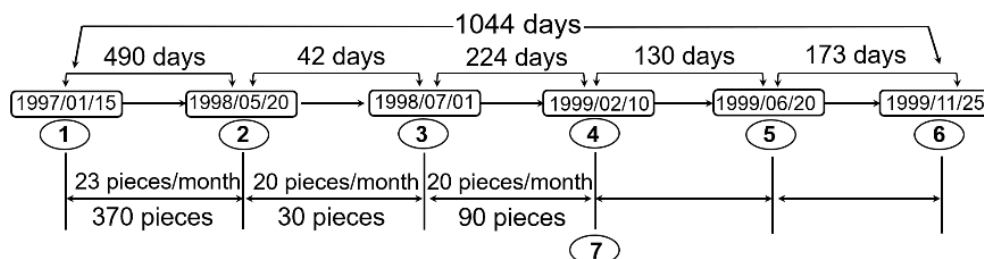 1044 days
490 days 42 days 224 days 130 days 173 days
1997/01/15 1998/05/20 1998/07/01 1999/02/10 1999/06/20 1999/11/25
1 2 3 4 5 6
23 pieces/month 20 pieces/month 20 pieces/month
370 pieces 30 pieces 90 pieces
7